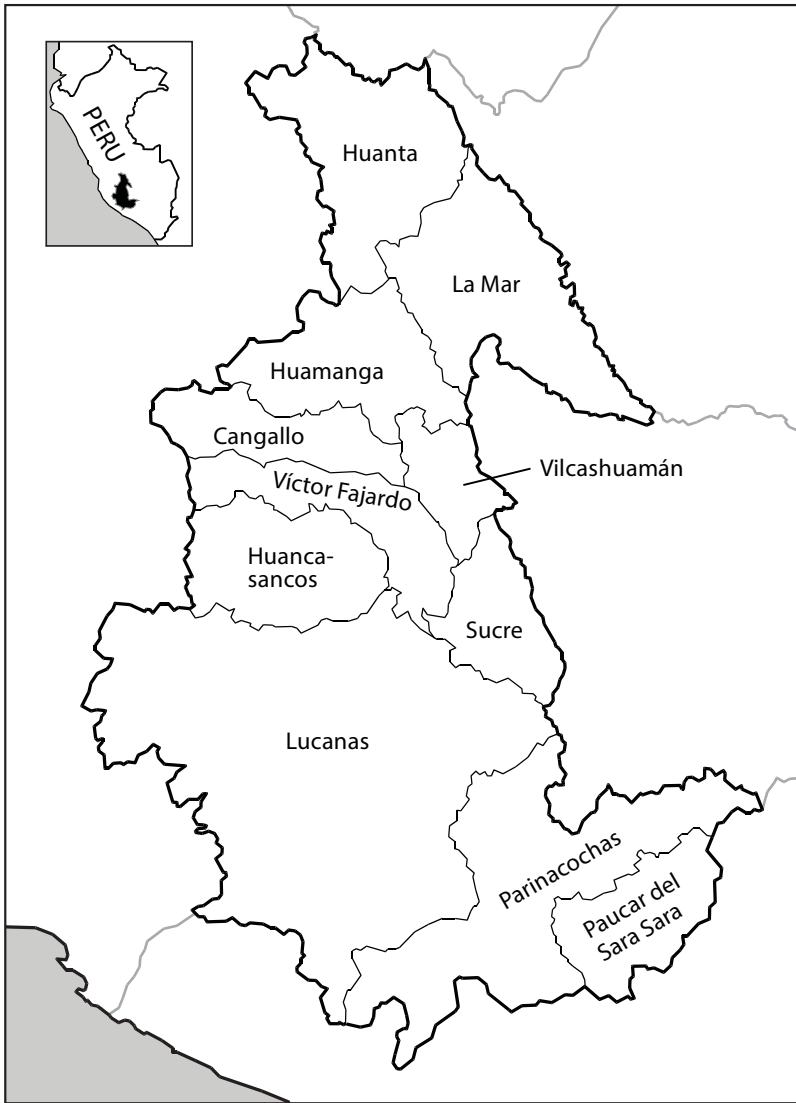 PERU
Huanta
La Mar
Huamanga
Cangallo
Vilcashuamán
Víctor Fajardo
Huanca-
sancos
Sucre
Lucanas
Parinacochas
Paucar del
Sara Sara